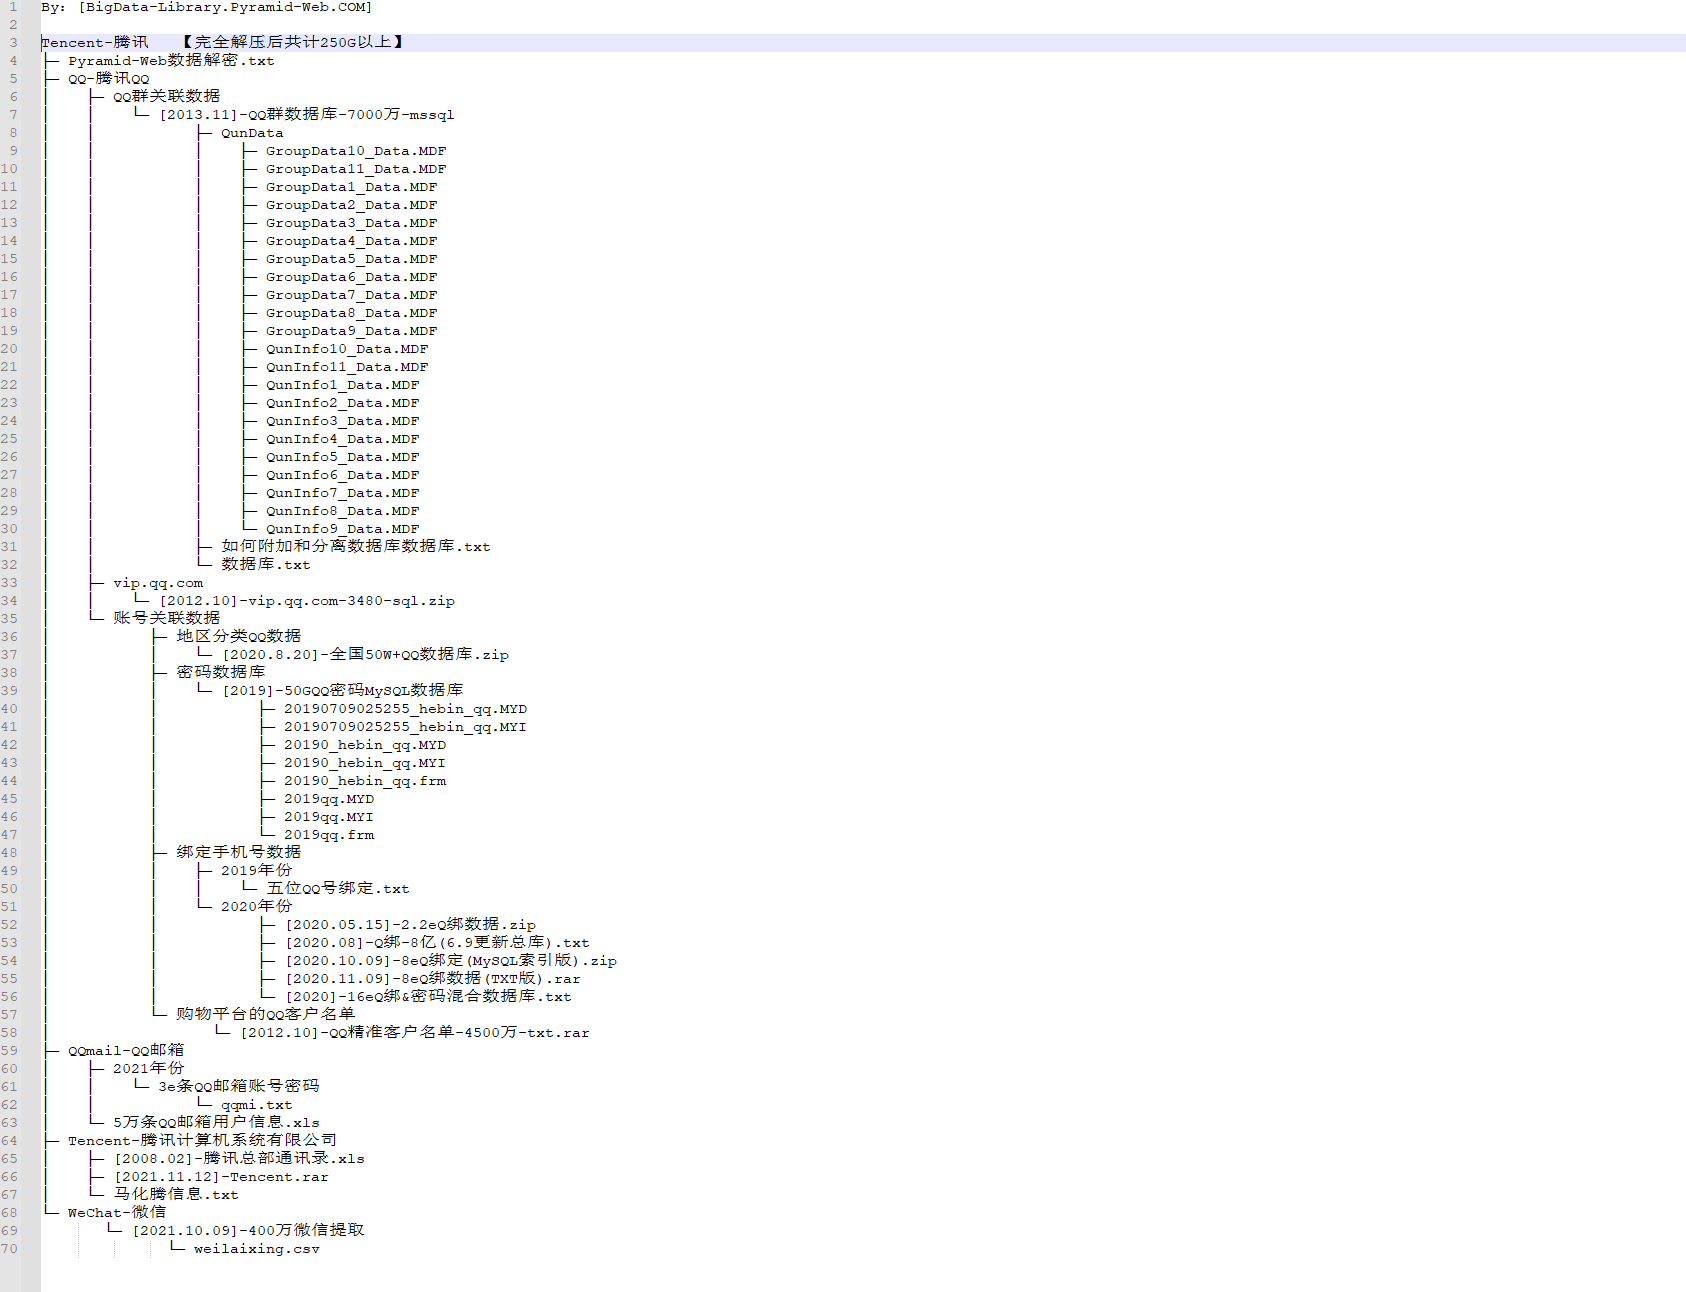 1 By: [BigData-Library.Pyramid-Web.COM]
2
3 Tencent-腾讯 【完全解压后共计250G以上】
4 ├─ Pyramid-Web数据解密.txt
5 ├─ QQ-腾讯QQ
6 │ ├─ QQ群关联数据
7 │ │ └─ [2013.11]-QQ群数据库-7000万-mssql
8 │ │ ├─ QunData
9 │ │ │ ├─ GroupData10_Data.MDF
10 │ │ │ ├─ GroupData11_Data.MDF
11 │ │ │ ├─ GroupData1_Data.MDF
12 │ │ │ ├─ GroupData2_Data.MDF
13 │ │ │ ├─ GroupData3_Data.MDF
14 │ │ │ ├─ GroupData4_Data.MDF
15 │ │ │ ├─ GroupData5_Data.MDF
16 │ │ │ ├─ GroupData6_Data.MDF
17 │ │ │ ├─ GroupData7_Data.MDF
18 │ │ │ ├─ GroupData8_Data.MDF
19 │ │ │ ├─ GroupData9_Data.MDF
20 │ │ │ ├─ QunInfo10_Data.MDF
21 │ │ │ ├─ QunInfo11_Data.MDF
22 │ │ │ ├─ QunInfo1_Data.MDF
23 │ │ │ ├─ QunInfo2_Data.MDF
24 │ │ │ ├─ QunInfo3_Data.MDF
25 │ │ │ ├─ QunInfo4_Data.MDF
26 │ │ │ ├─ QunInfo5_Data.MDF
27 │ │ │ ├─ QunInfo6_Data.MDF
28 │ │ │ ├─ QunInfo7_Data.MDF
29 │ │ │ ├─ QunInfo8_Data.MDF
30 │ │ │ └─ QunInfo9_Data.MDF
31 │ │ ├─ 如何附加和分离数据库数据库.txt
32 │ │ └─ 数据库.txt
33 │ ├─ vip.qq.com
34 │ │ └─ [2012.10]-vip.qq.com-3480-sql.zip
35 │ └─ 账号关联数据
36 │ ├─ 地区分类QQ数据
37 │ │ └─ [2020.8.20]-全国50W+QQ数据库.zip
38 │ ├─ 密码数据库
39 │ │ └─ [2019]-50GQQ密码MySQL数据库
40 │ │ ├─ 20190709025255_hebin_qq.MYD
41 │ │ ├─ 20190709025255_hebin_qq.MYI
42 │ │ ├─ 20190_hebin_qq.MYD
43 │ │ ├─ 20190_hebin_qq.MYI
44 │ │ ├─ 20190_hebin_qq.frm
45 │ │ ├─ 2019qq.MYD
46 │ │ ├─ 2019qq.MYI
47 │ │ └─ 2019qq.frm
48 │ ├─ 绑定手机号数据
49 │ │ ├─ 2019年份
50 │ │ │ └─ 五位QQ号绑定.txt
51 │ │ └─ 2020年份
52 │ │ ├─ [2020.05.15]-2.2eQ绑数据.zip
53 │ │ ├─ [2020.08]-Q绑-8亿(6.9更新总库).txt
54 │ │ ├─ [2020.10.09]-8eQ绑定(MySQL索引版).zip
55 │ │ ├─ [2020.11.09]-8eQ绑数据(TXT版).rar
56 │ │ └─ [2020]-16eQ绑&密码混合数据库.txt
57 │ └─ 购物平台的QQ客户名单
58 │ └─ [2012.10]-QQ精准客户名单-4500万-txt.rar
59 ├─ QQmail-QQ邮箱
60 │ ├─ 2021年份
61 │ │ └─ 3e条QQ邮箱账号密码
62 │ │ └─ qqmi.txt
63 │ └─ 5万条QQ邮箱用户信息.xls
64 ├─ Tencent-腾讯计算机系统有限公司
65 │ ├─ [2008.02]-腾讯总部通讯录.xls
66 │ ├─ [2021.11.12]-Tencent.rar
67 │ └─ 马化腾信息.txt
68 └─ WeChat-微信
69 └─ [2021.10.09]-400万微信提取
70 └─ weilaixing.csv